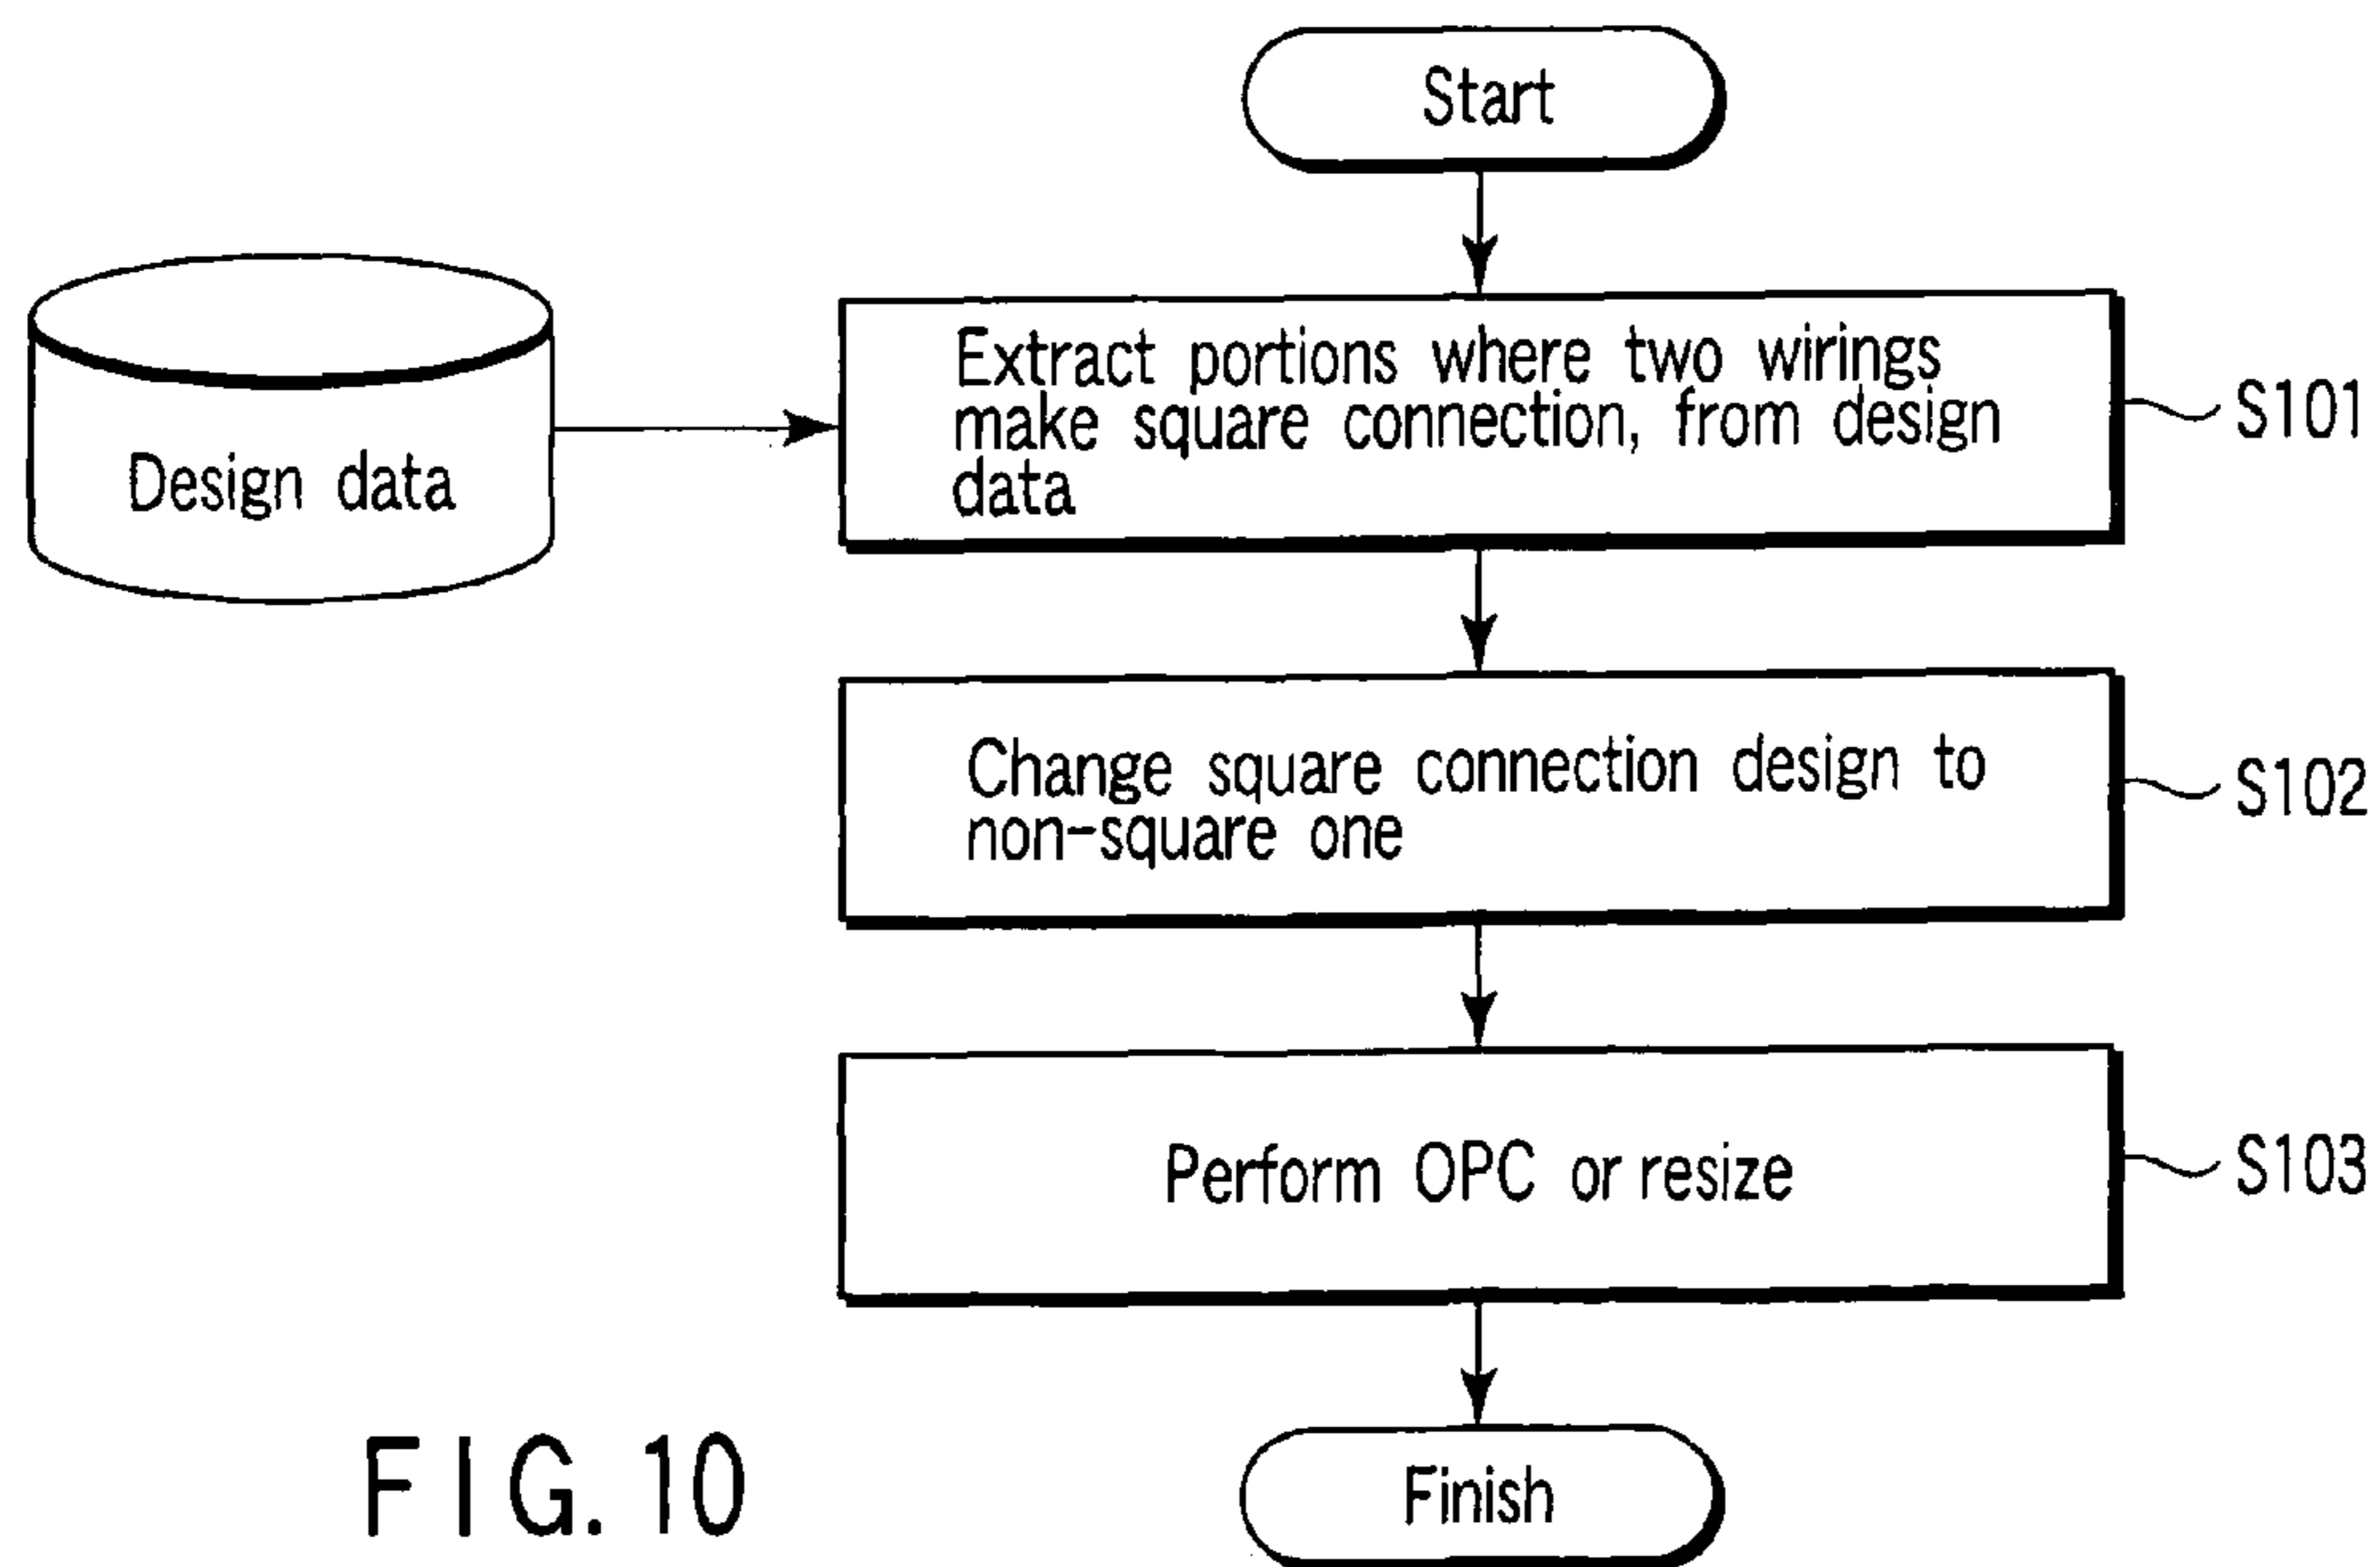 Start
Extract portions where two wirings
make square connection, from design
data
S101
Design data
Change square connection design to
non-square one
S102
Perform OPC or resize
S103
Finish
FIG. 10